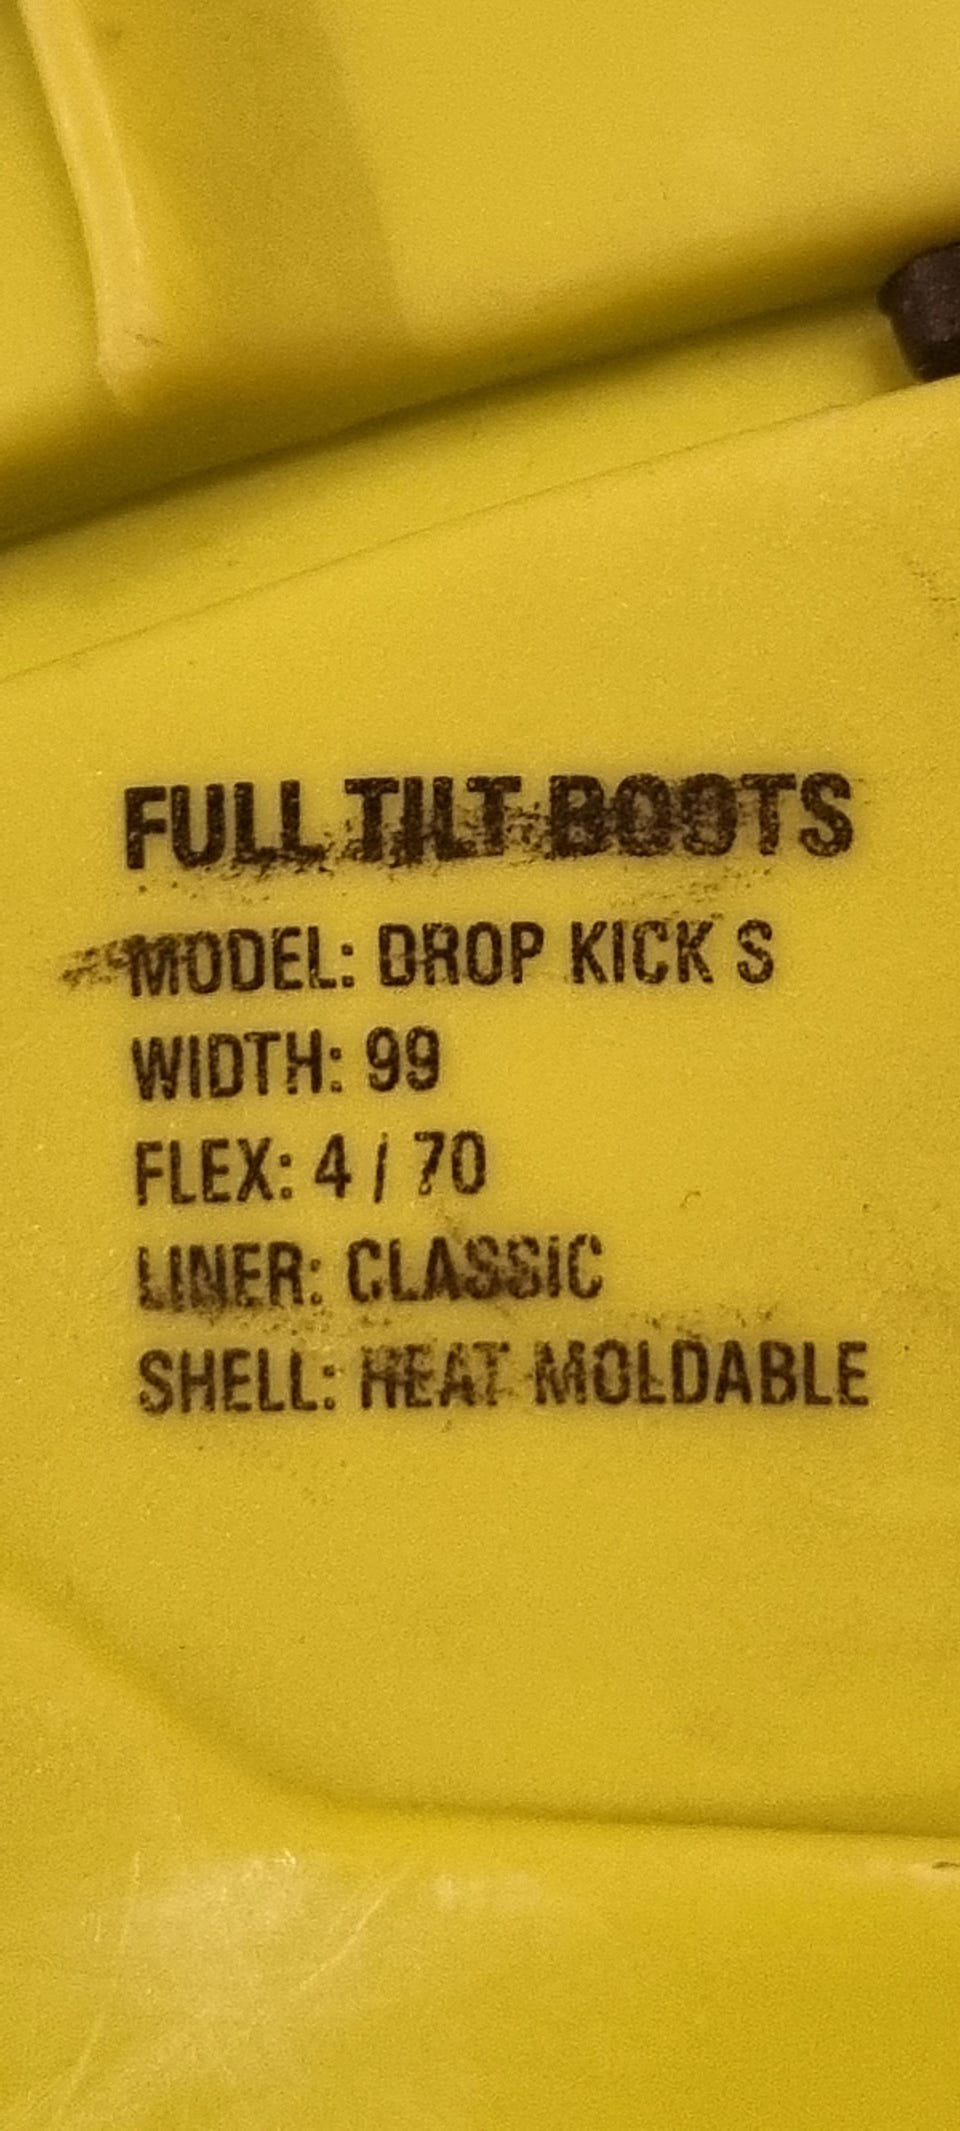 FULL TILT BOOTS
MODEL: DROP KICK S
WIDTH: 99
FLEX: 4 / 70
LINER: CLASSIC
SHELL: HEAT MOLDABLE